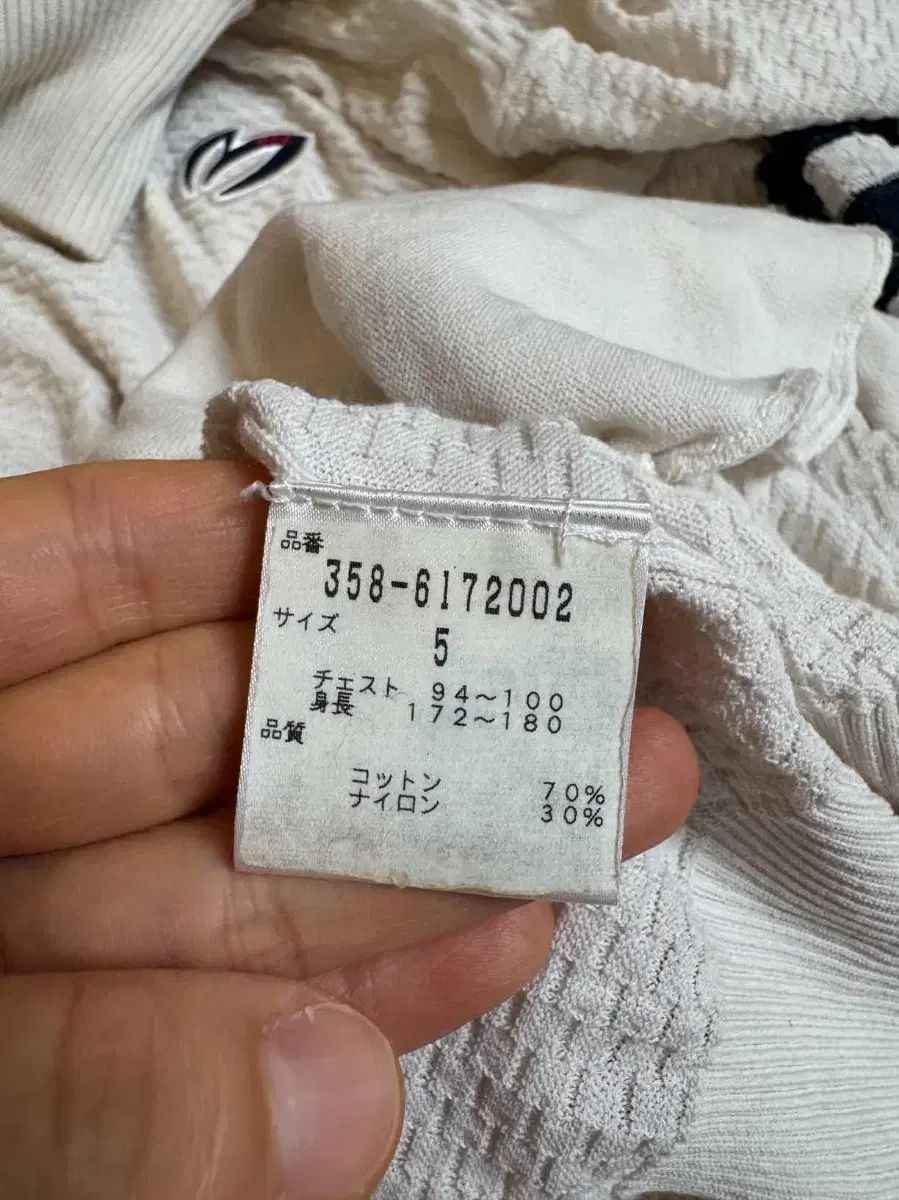 品番
358-6172002
サイズ
5
チェスト 94～100
身長 172～180
品質
コットン 70%
ナイロン 30%